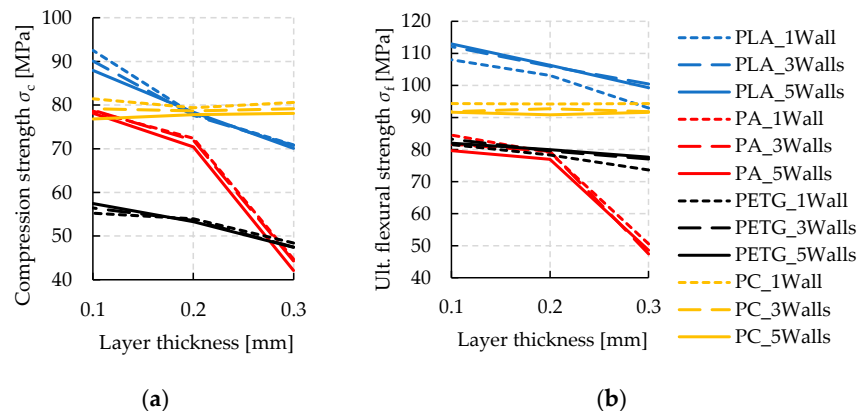 Compression strength σc [MPa]
100
90
80
70
60
50
40
0.1 0.2 0.3
Layer thickness [mm]
(a)
Ult. flexural strength σf [MPa]
120
110
100
90
80
70
60
50
40
0.1 0.2 0.3
Layer thickness [mm]
(b)
PLA_1Wall
PLA_3Walls
PLA_5Walls
PA_1Wall
PA_3Walls
PA_5Walls
PETG_1Wall
PETG_3Walls
PETG_5Walls
PC_1Wall
PC_3Walls
PC_5Walls